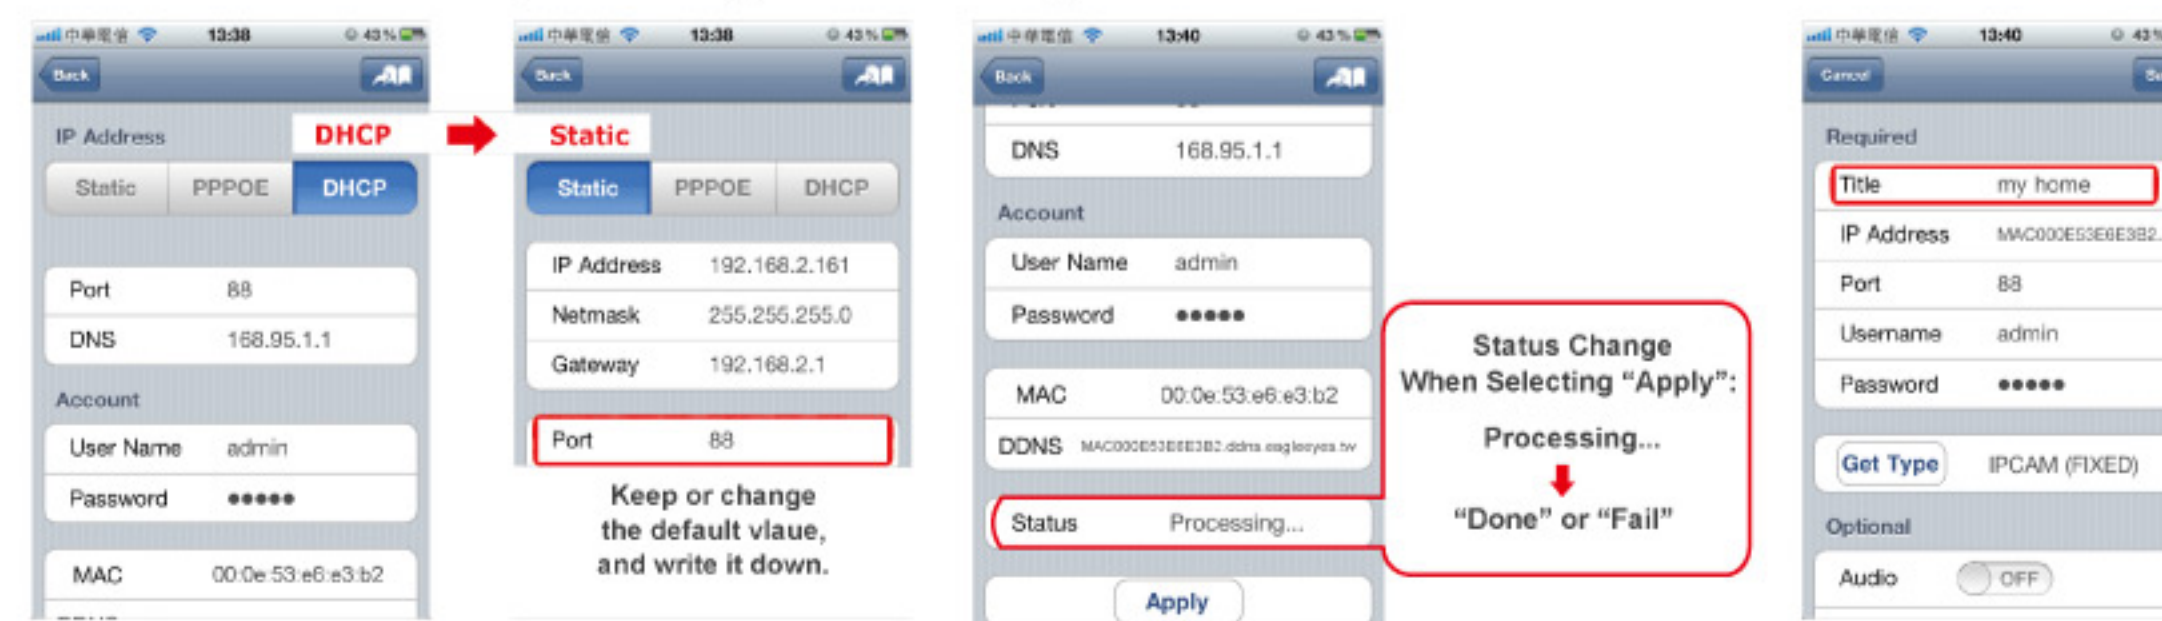 中華電信 13:38 43%
Back
IP Address
DHCP
Static PPPOE DHCP
Port 88
DNS 168.95.1.1
Account
User Name admin
Password •••••
MAC 00:0e:53:e6:e3:b2
中華電信 13:38 43%
Back
Static
Static PPPOE DHCP
IP Address 192.168.2.161
Netmask 255.255.255.0
Gateway 192.168.2.1
Port 88
Keep or change
the default vlaue,
and write it down.
中華電信 13:40 43%
Back
DNS 168.95.1.1
Account
User Name admin
Password •••••
MAC 00:0e:53:e6:e3:b2
DDNS MAC000E53E6E3B2.ddns.eagleeyes.tw
Status Processing...
Apply
Status Change
When Selecting “Apply”:
Processing...
“Done” or “Fail”
中華電信 13:40 43%
Cancel
Required
Title my home
IP Address MAC000E53E6E3B2.
Port 88
Username admin
Password •••••
Get Type IPCAM (FIXED)
Optional
Audio OFF